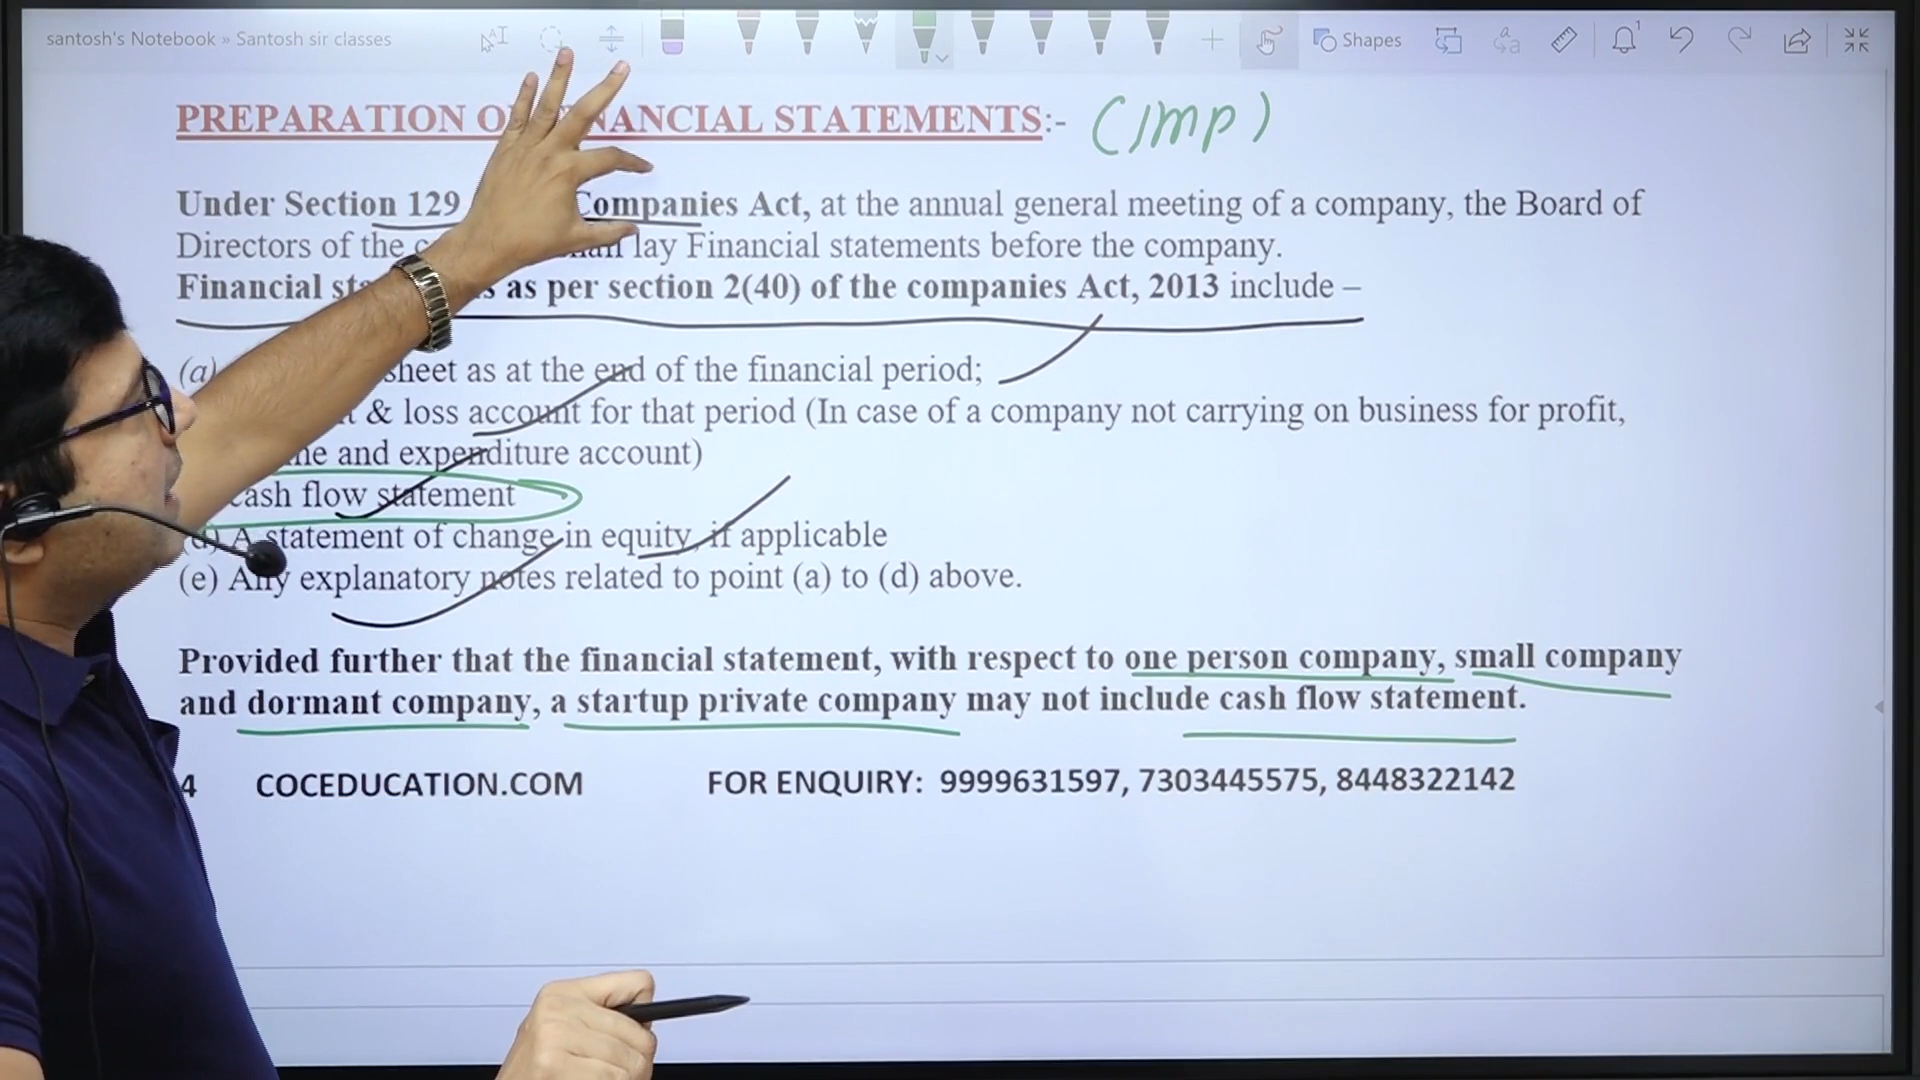 santosh's Notebook » Santosh sir classes
Shapes
PREPARATION NANCIAL STATEMENTS:- (IMP)
Under Section 129 Companies Act, at the annual general meeting of a company, the Board of
Directors of the lay Financial statements before the company.
Financial as per section 2(40) of the companies Act, 2013 include –
(a) sheet as at the end of the financial period;
& loss account for that period (In case of a company not carrying on business for profit,
and expenditure account)
cash flow statement
(d) A statement of change in equity, if applicable
(e) Any explanatory notes related to point (a) to (d) above.
Provided further that the financial statement, with respect to one person company, small company
and dormant company, a startup private company may not include cash flow statement.
4 COCEDUCATION.COM FOR ENQUIRY: 9999631597, 7303445575, 8448322142